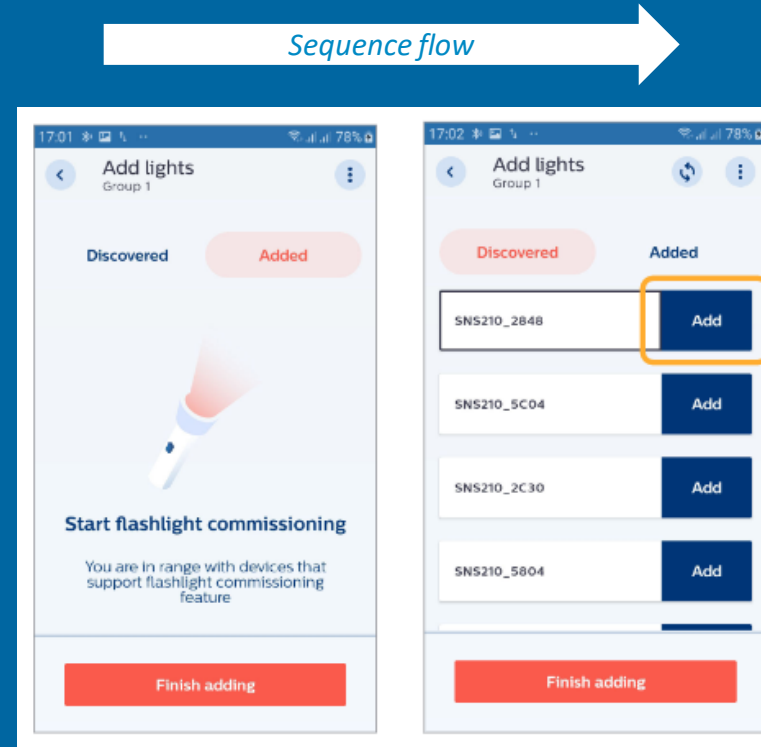 Sequence flow
17:01
78%
Add lights
Group 1
Discovered
Added
Start flashlight commissioning
You are in range with devices that
support flashlight commissioning
feature
Finish adding
17:02
78%
Add lights
Group 1
Discovered
Added
SNS210_2848
Add
SNS210_5C04
Add
SNS210_2C30
Add
SNS210_5804
Add
Finish adding